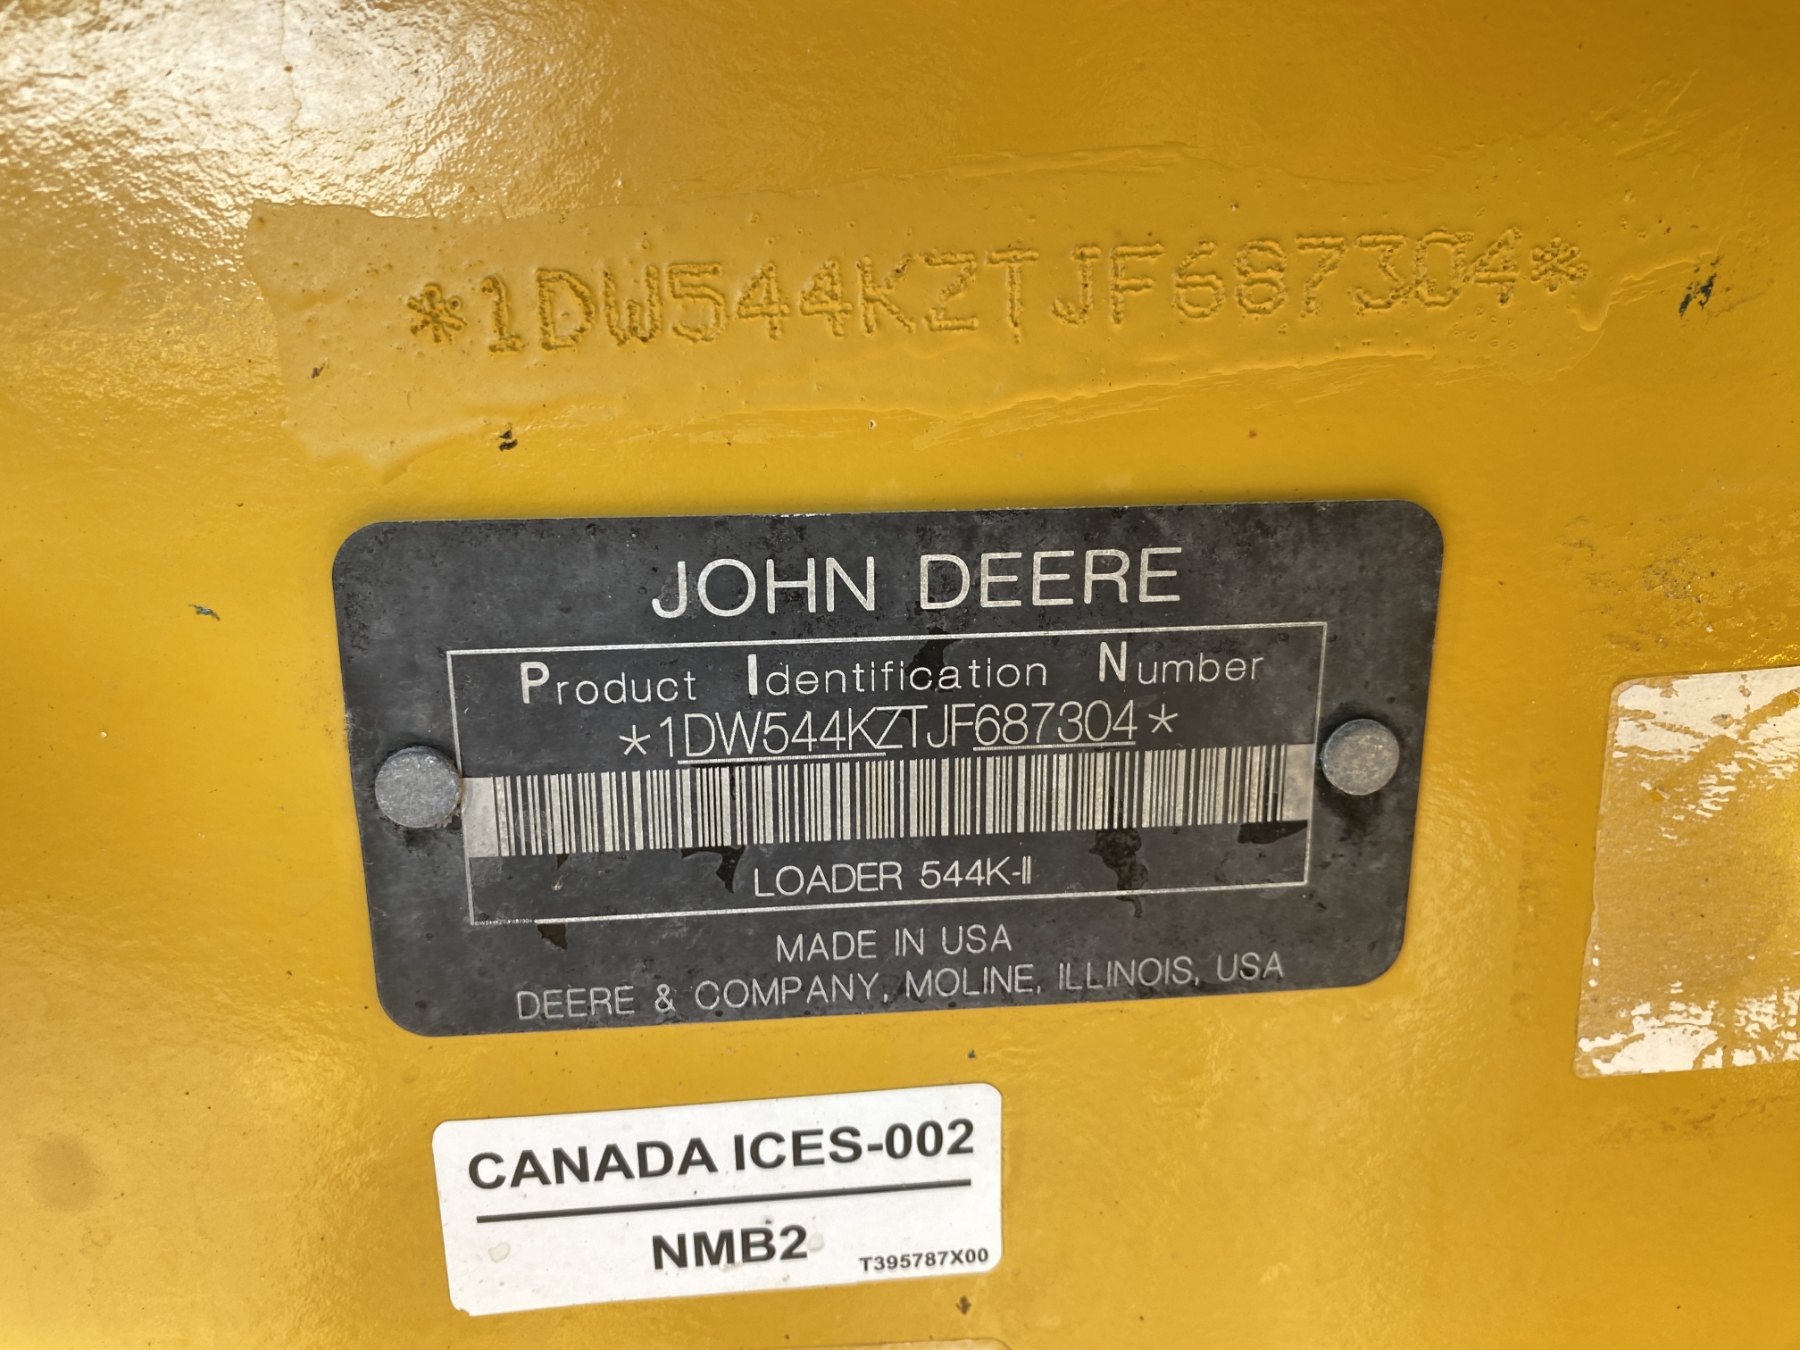 *1DW544KZTJF687304*
JOHN DEERE
Product Identification Number
*1DW544KZTJF687304*
LOADER 544K-II
MADE IN USA
DEERE & COMPANY, MOLINE, ILLINOIS, USA
CANADA ICES-002
NMB2
T395787X00